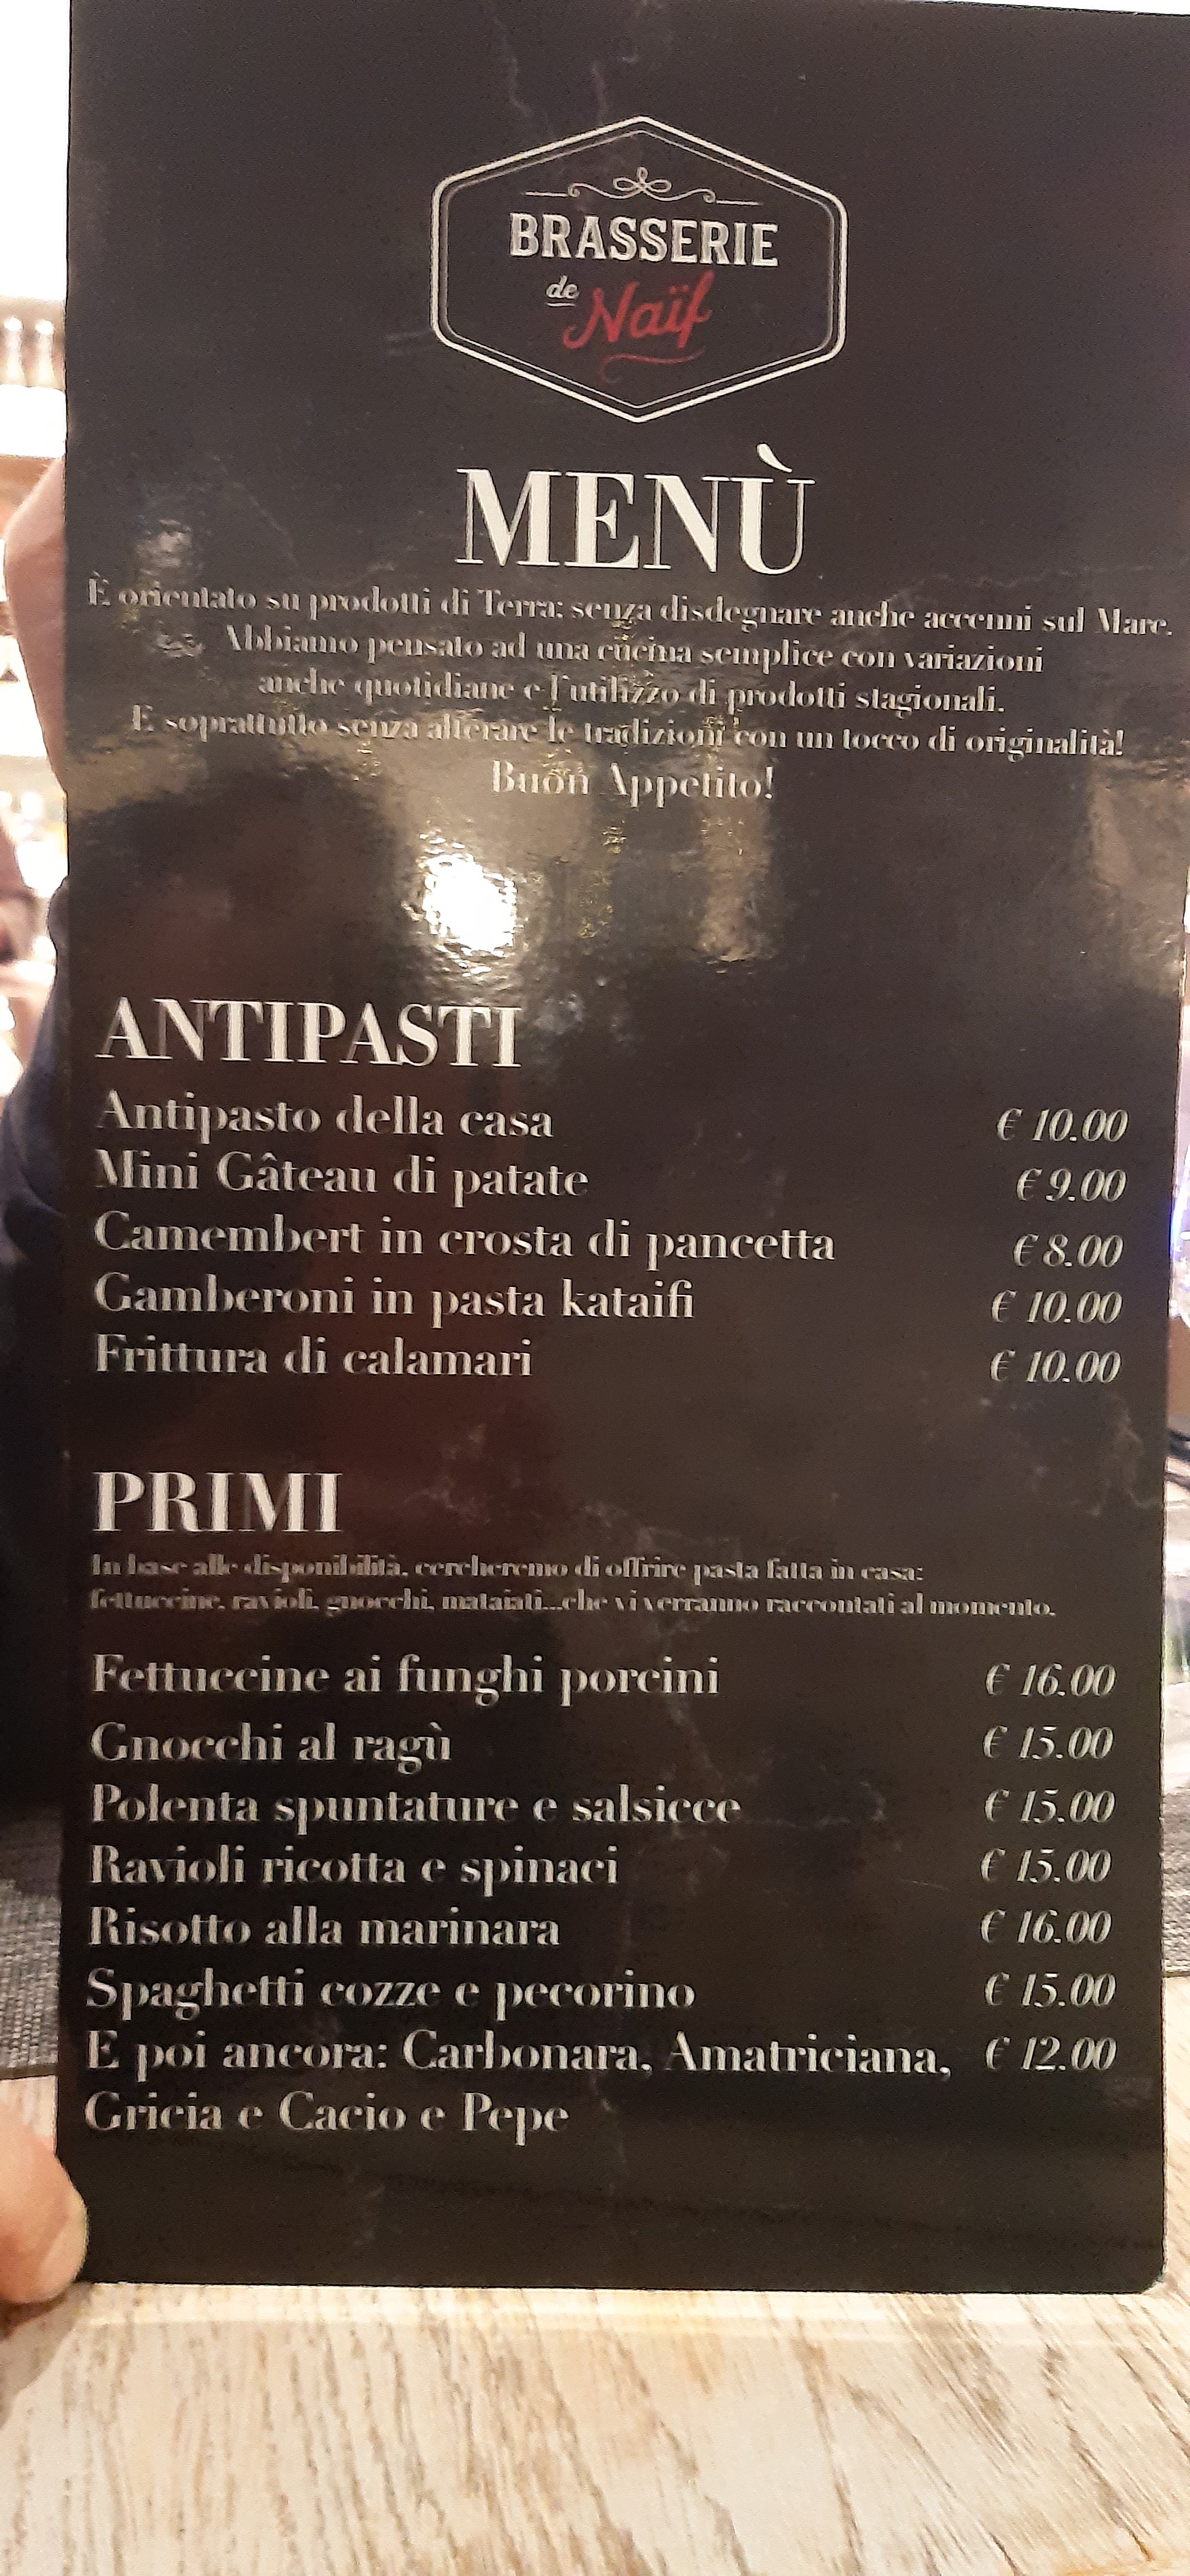 BRASSERIE
de Naïf
MENÙ
È orientato su prodotti di Terra; senza disdegnare anche accenni sul Mare.
Abbiamo pensato ad una cucina semplice con variazioni
anche quotidiane e l'utilizzo di prodotti stagionali.
E soprattutto senza alterare le tradizioni con un tocco di originalità!
Buon Appetito!
ANTIPASTI
Antipasto della casa € 10.00
Mini Gâteau di patate € 9.00
Camembert in crosta di pancetta € 8.00
Gamberoni in pasta kataifi € 10.00
Frittura di calamari € 10.00
PRIMI
In base alle disponibilità, cercheremo di offrire pasta fatta in casa:
fettuccine, ravioli, gnocchi, mataiati...che vi verranno raccontati al momento.
Fettuccine ai funghi porcini € 16.00
Gnocchi al ragù € 15.00
Polenta spuntature e salsicce € 15.00
Ravioli ricotta e spinaci € 15.00
Risotto alla marinara € 16.00
Spaghetti cozze e pecorino € 15.00
E poi ancora: Carbonara, Amatriciana, € 12.00
Gricia e Cacio e Pepe